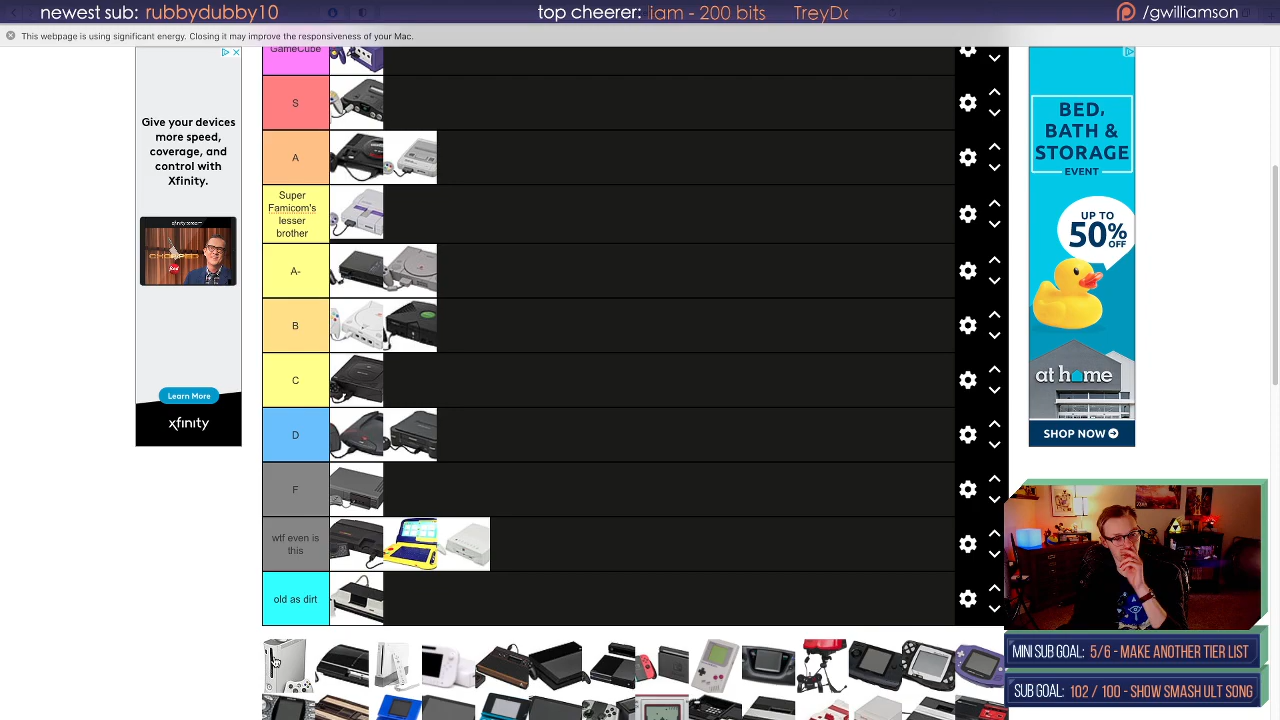 newest sub: rubbydubby10
top cheerer: liam - 200 bits TreyDo
/gwilliamson
This webpage is using significant energy. Closing it may improve the responsiveness of your Mac.
GameCube
S
A
Super
Famicom's
lesser
brother
A-
B
C
D
F
wtf even is
this
old as dirt
Give your devices
more speed,
coverage, and
control with
Xfinity.
CHOPPED
Learn More
xfinity
BED,
BATH &
STORAGE
EVENT
UP TO
50%
OFF
at home
SHOP NOW
MINI SUB GOAL: 5/6 - MAKE ANOTHER TIER LIST
SUB GOAL: 102 / 100 - SHOW SMASH ULT SONG